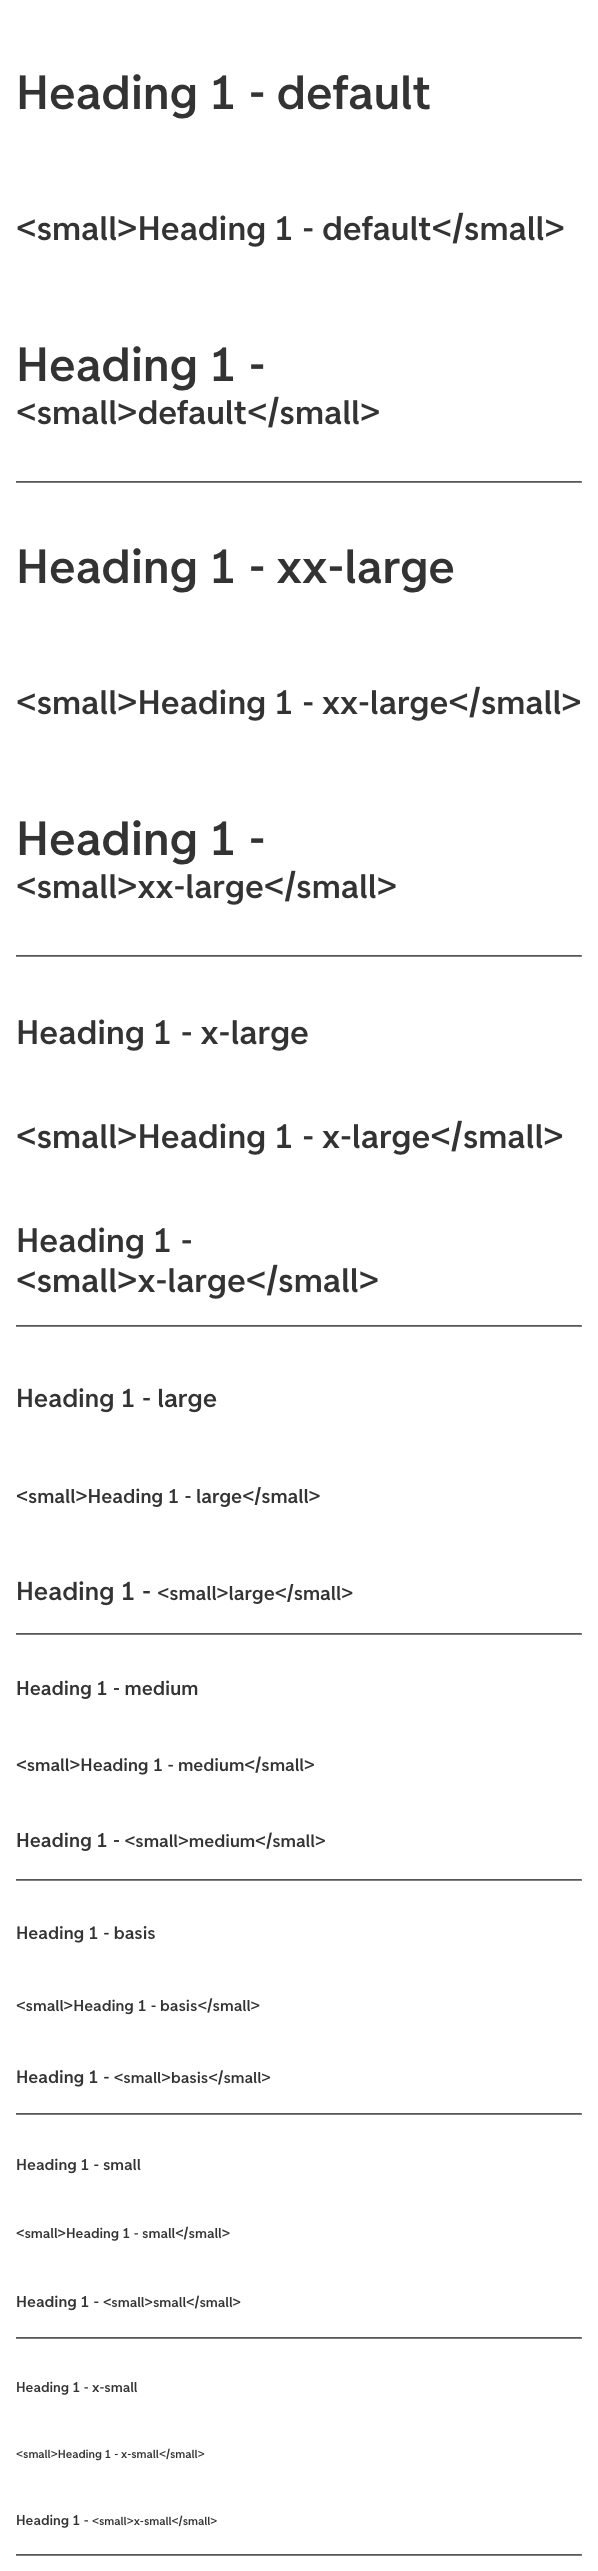 Heading 1 - default
<small>Heading 1 - default</small>
Heading 1 -
<small>default</small>
Heading 1 - xx-large
<small>Heading 1 - xx-large</small>
Heading 1 -
<small>xx-large</small>
Heading 1 - x-large
<small>Heading 1 - x-large</small>
Heading 1 -
<small>x-large</small>
Heading 1 - large
<small>Heading 1 - large</small>
Heading 1 - <small>large</small>
Heading 1 - medium
<small>Heading 1 - medium</small>
Heading 1 - <small>medium</small>
Heading 1 - basis
<small>Heading 1 - basis</small>
Heading 1 - <small>basis</small>
Heading 1 - small
<small>Heading 1 - small</small>
Heading 1 - <small>small</small>
Heading 1 - x-small
<small>Heading 1 - x-small</small>
Heading 1 - <small>x-small</small>